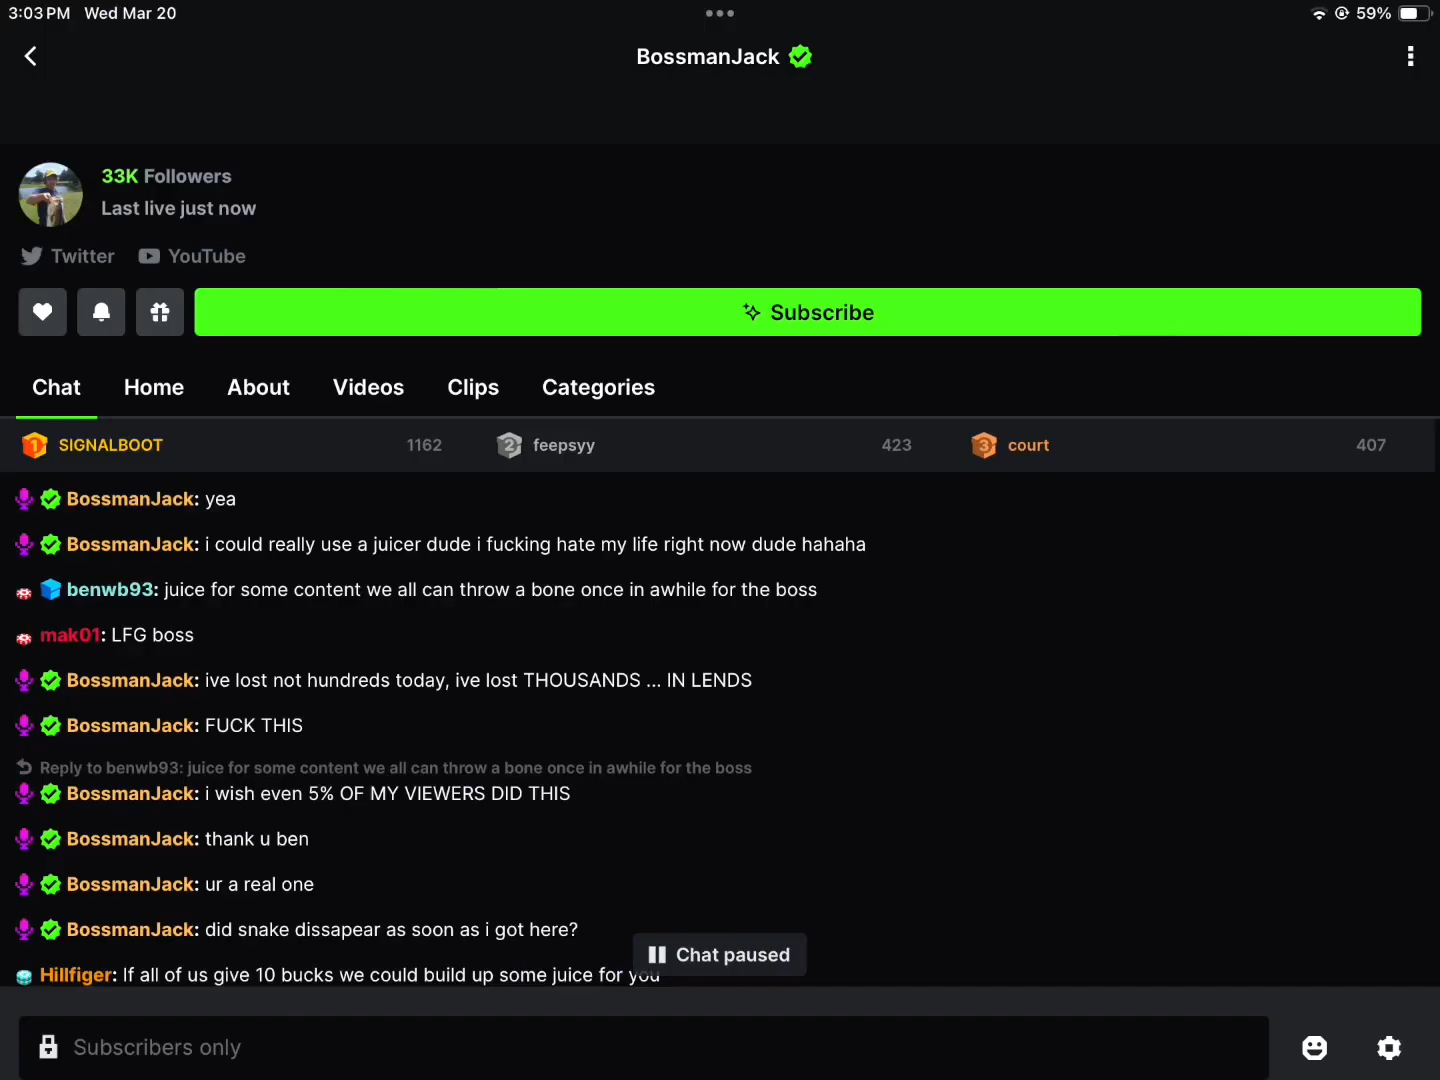 3:03 PM Wed Mar 20
59%
BossmanJack
33K Followers
Last live just now
Twitter YouTube
Subscribe
Chat Home About Videos Clips Categories
1 SIGNALBOOT 1162 2 feepsyy 423 3 court 407
BossmanJack: yea
BossmanJack: i could really use a juicer dude i fucking hate my life right now dude hahaha
benwb93: juice for some content we all can throw a bone once in awhile for the boss
mak01: LFG boss
BossmanJack: ive lost not hundreds today, ive lost THOUSANDS ... IN LENDS
BossmanJack: FUCK THIS
Reply to benwb93: juice for some content we all can throw a bone once in awhile for the boss
BossmanJack: i wish even 5% OF MY VIEWERS DID THIS
BossmanJack: thank u ben
BossmanJack: ur a real one
BossmanJack: did snake dissapear as soon as i got here?
Chat paused
Hillfiger: If all of us give 10 bucks we could build up some juice for you
Subscribers only